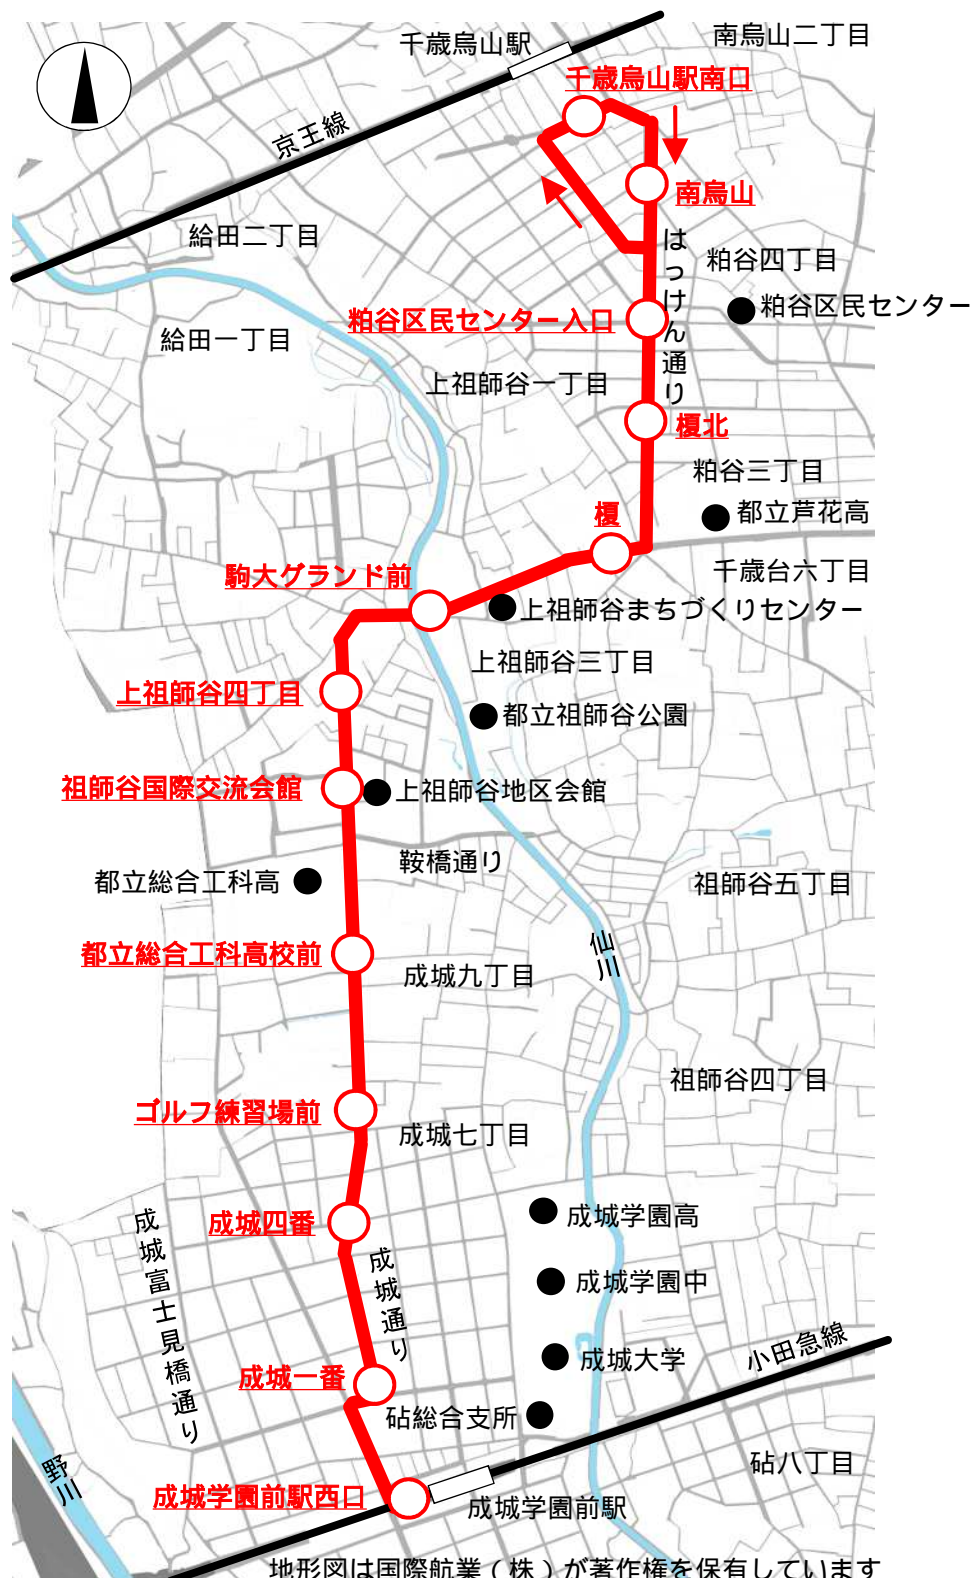 南烏山二丁目
千歳烏山駅
千歳烏山駅南口
京王線
南烏山
はっけん通り
給田二丁目
粕谷四丁目
粕谷区民センター
粕谷区民センター入口
給田一丁目
上祖師谷一丁目
榎北
粕谷三丁目
都立芦花高
榎
千歳台六丁目
駒大グランド前
上祖師谷まちづくりセンター
上祖師谷三丁目
上祖師谷四丁目
都立祖師谷公園
祖師谷国際交流会館
上祖師谷地区会館
鞍橋通り
都立総合工科高
祖師谷五丁目
仙川
都立総合工科高校前
成城九丁目
祖師谷四丁目
ゴルフ練習場前
成城七丁目
成城富士見橋通り
成城四番
成城学園高
成城通り
成城学園中
小田急線
成城大学
成城一番
砧総合支所
砧八丁目
野川
成城学園前駅西口
成城学園前駅
地形図は国際航業（株）が著作権を保有しています